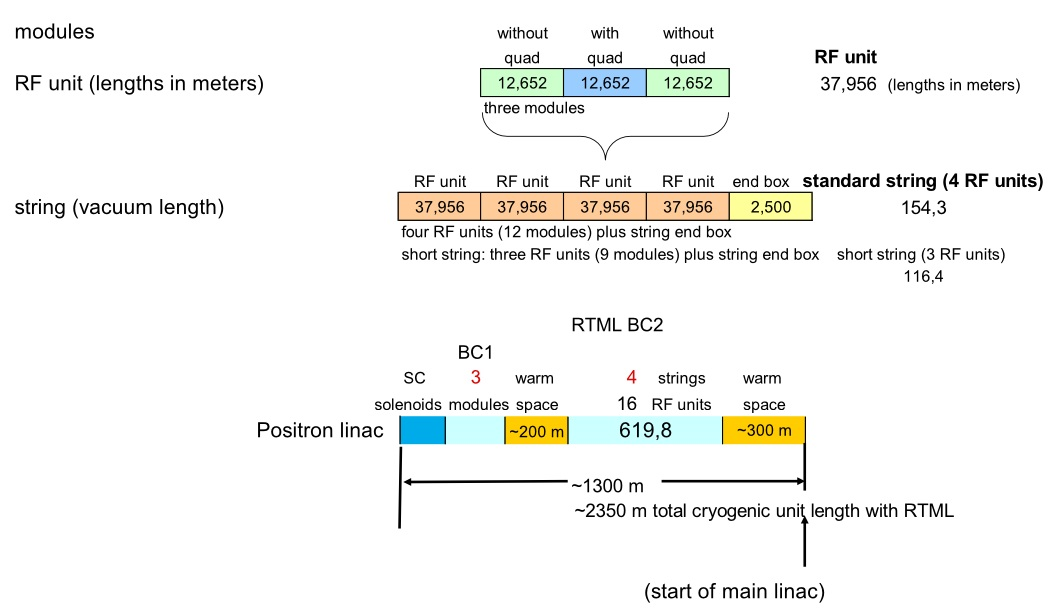 modules
without with without
quad quad quad
RF unit
RF unit (lengths in meters) 12,652 12,652 12,652 37,956 (lengths in meters)
three modules
RF unit RF unit RF unit RF unit end box standard string (4 RF units)
string (vacuum length) 37,956 37,956 37,956 37,956 2,500 154,3
four RF units (12 modules) plus string end box
short string: three RF units (9 modules) plus string end box short string (3 RF units)
116,4
RTML BC2
BC1
SC 3 warm 4 strings warm
solenoids modules space 16 RF units space
Positron linac ~200 m 619,8 ~300 m
~1300 m
~2350 m total cryogenic unit length with RTML
(start of main linac)